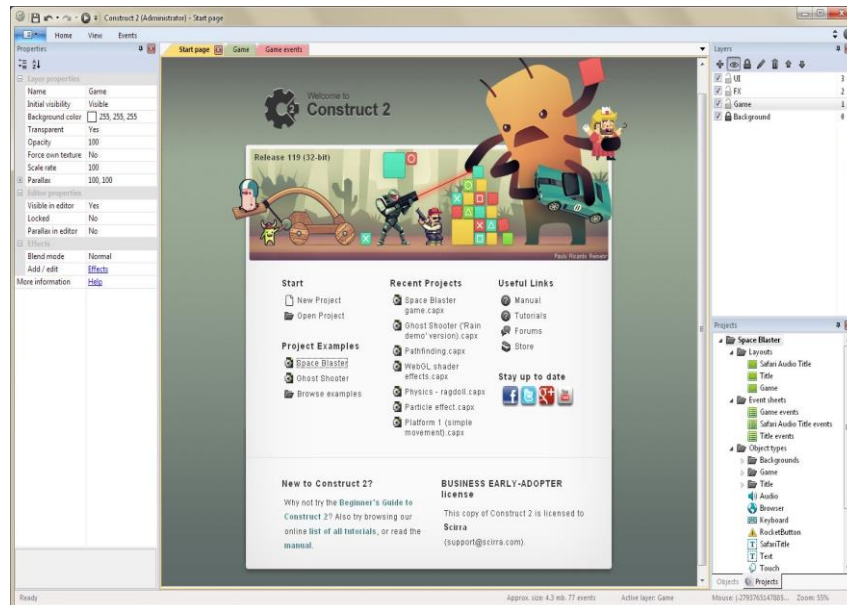 Construct 2 (Administrator) - Start page
Home View Events
Properties
Layer properties
Name Game
Initial visibility Visible
Background color 255, 255, 255
Transparent Yes
Opacity 100
Force own texture No
Scale rate 100
Parallax 100, 100
Editor properties
Visible in editor Yes
Locked No
Parallax in editor No
Effects
Blend mode Normal
Add / edit Effects
More information Help
Start page Game Game events
Welcome to
Construct 2
Release 119 (32-bit)
Start
New Project
Open Project
Project Examples
Space Blaster
Ghost Shooter
Browse examples
Recent Projects
Space Blaster
game.capx
Ghost Shooter ('Rain
demo' version).capx
Pathfinding.capx
WebGL shader
effects.capx
Physics - ragdoll.capx
Particle effect.capx
Platform 1 (simple
movement).capx
Useful Links
Manual
Tutorials
Forums
Store
Stay up to date
New to Construct 2?
Why not try the Beginner's Guide to
Construct 2? Also try browsing our
online list of all tutorials, or read the
manual.
BUSINESS EARLY-ADOPTER
license
This copy of Construct 2 is licensed to
Scirra
(support@scirra.com).
Layers
UI 3
FX 2
Game 1
Background 0
Projects
Space Blaster
Layouts
Safari Audio Title
Title
Game
Event sheets
Game events
Safari Audio Title events
Title events
Object types
Backgrounds
Game
Title
Audio
Browser
Keyboard
RocketButton
SafariTitle
Text
Touch
Objects Projects
Ready Approx. size: 4.3 mb. 77 events Active layer: Game Mouse: Zoom: 55%